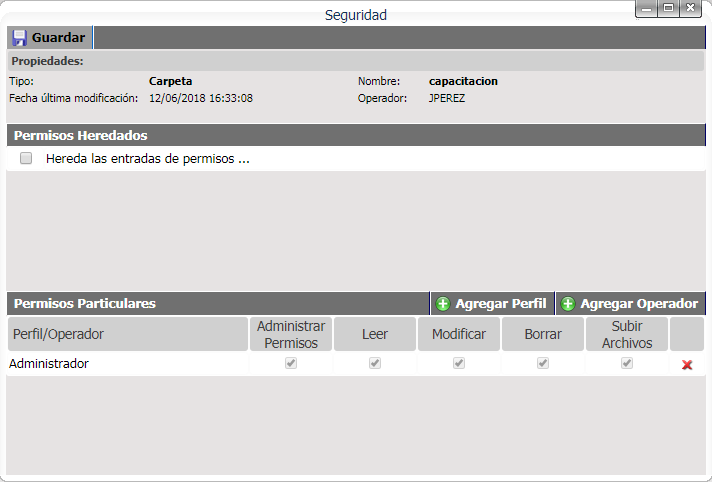 Seguridad
Guardar
Propiedades:
Tipo: Carpeta Nombre: capacitacion
Fecha última modificación: 12/06/2018 16:33:08 Operador: JPEREZ
Permisos Heredados
Hereda las entradas de permisos ...
Permisos Particulares Agregar Perfil Agregar Operador
Perfil/Operador Administrar Permisos Leer Modificar Borrar Subir Archivos
Administrador